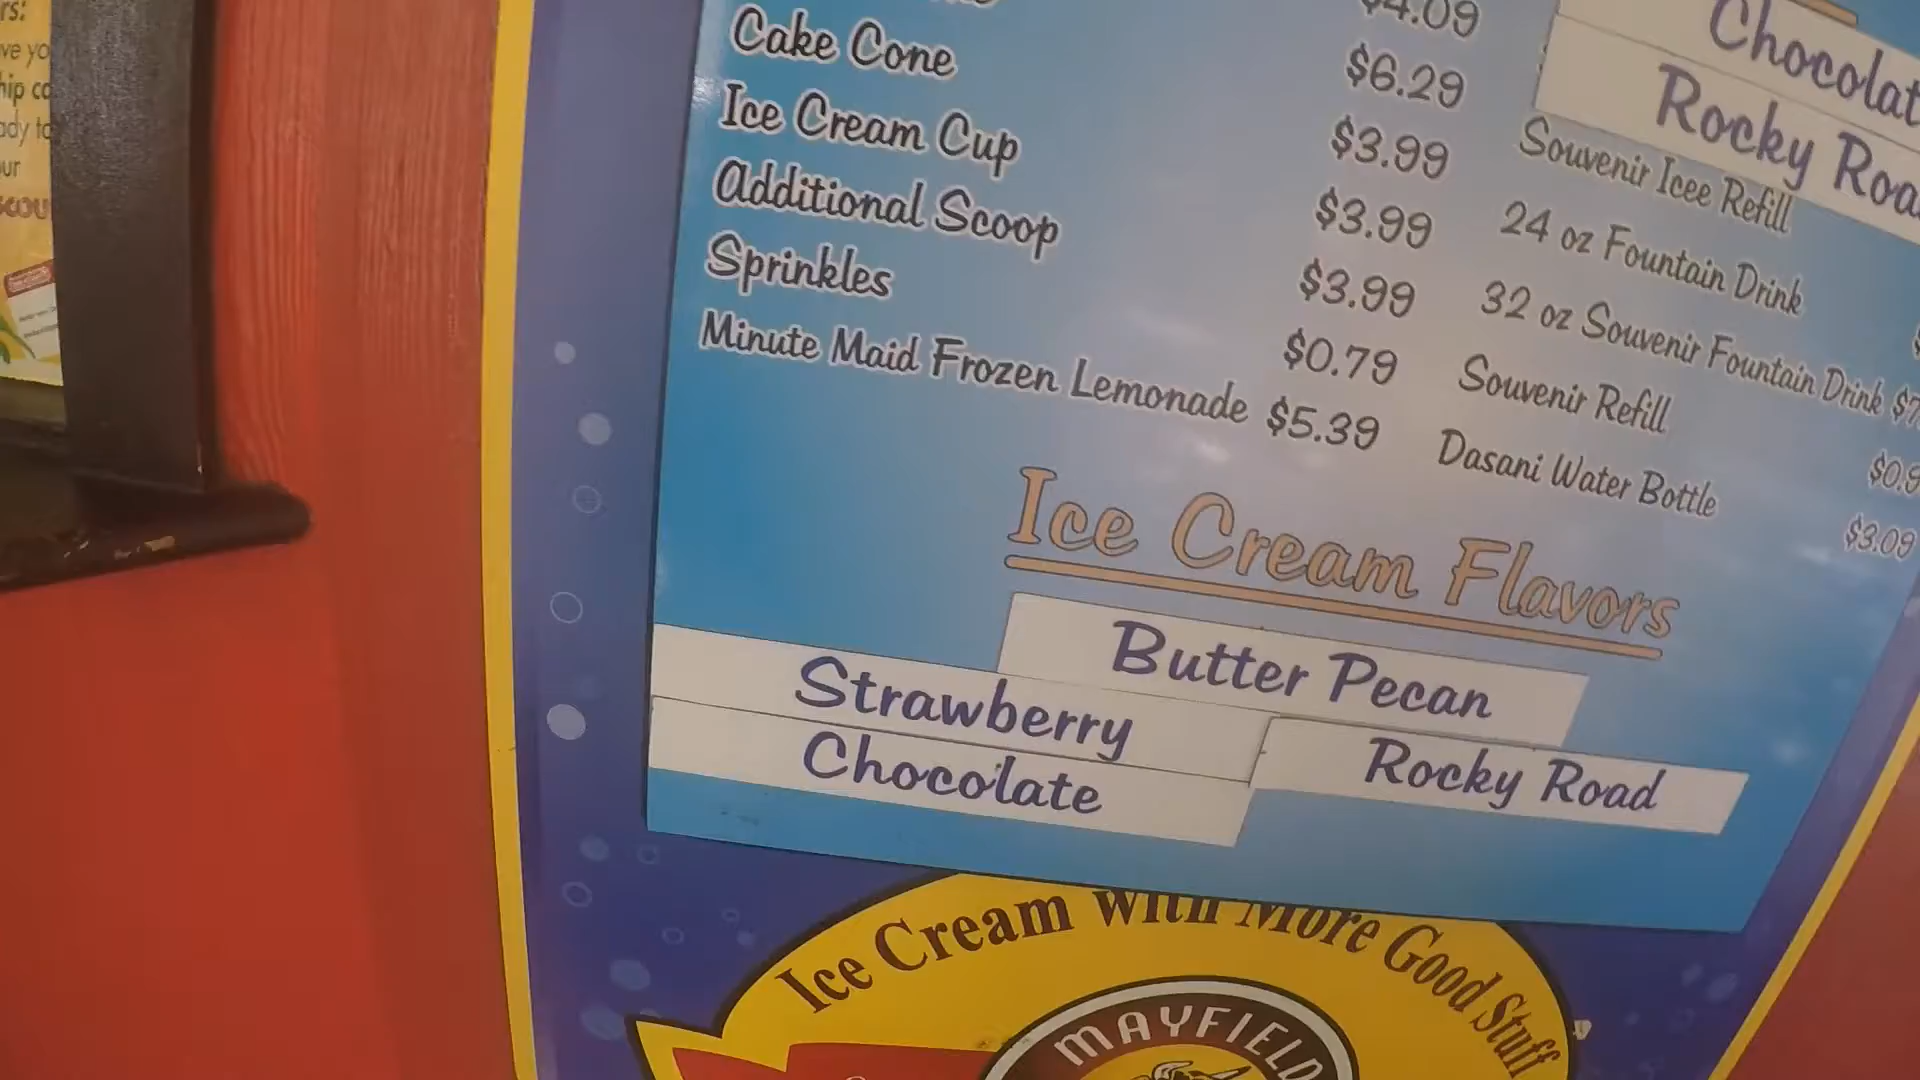 $4.09
$6.29
Cake Cone $3.99
Ice Cream Cup $3.99
Additional Scoop $3.99
Sprinkles $0.79
Minute Maid Frozen Lemonade $5.39
Rocky
Souvenir Icee Refill
24 oz Fountain Drink
32 oz Souvenir Fountain Drink
Souvenir Refill
Dasani Water Bottle $3.09
Ice Cream Flavors
Butter Pecan
Strawberry
Chocolate
Rocky Road
Ice Cream With More Good Stuff
MAYFIELD